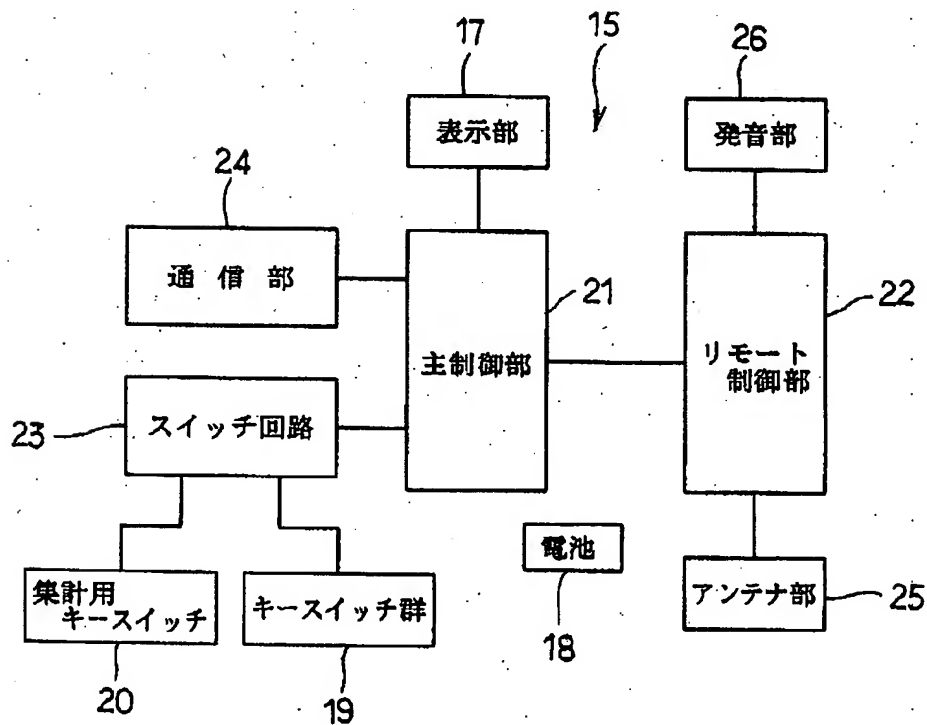 17
15
26
表示部
発音部
24
通信部
21
22
主制御部
リモート
制御部
23
スイッチ回路
電池
18
集計用
キースイッチ
キースイッチ群
アンテナ部
25
20
19